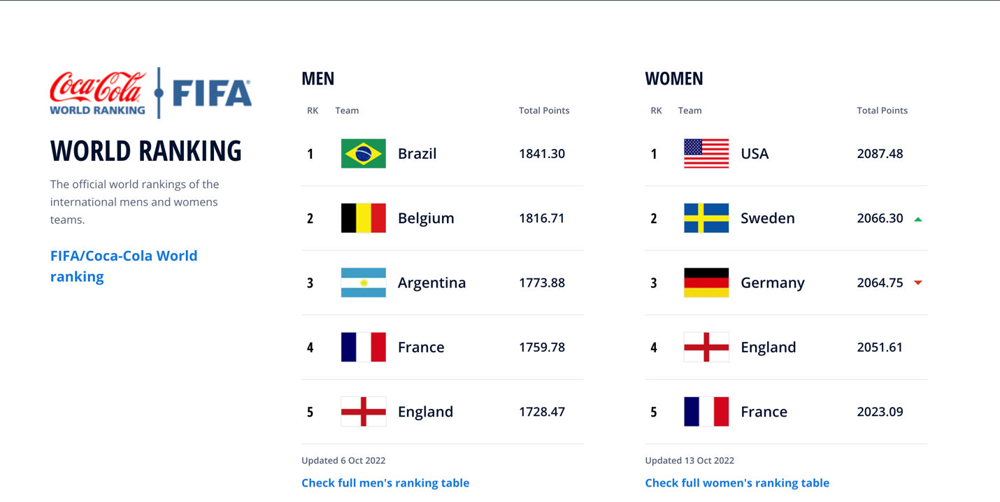 Coca-Cola
WORLD RANKING
FIFA®
WORLD RANKING
The official world rankings of the
international mens and womens
teams.
FIFA/Coca-Cola World
ranking
MEN
RK Team Total Points
1 Brazil 1841.30
2 Belgium 1816.71
3 Argentina 1773.88
4 France 1759.78
5 England 1728.47
Updated 6 Oct 2022
Check full men's ranking table
WOMEN
RK Team Total Points
1 USA 2087.48
2 Sweden 2066.30
3 Germany 2064.75
4 England 2051.61
5 France 2023.09
Updated 13 Oct 2022
Check full women's ranking table